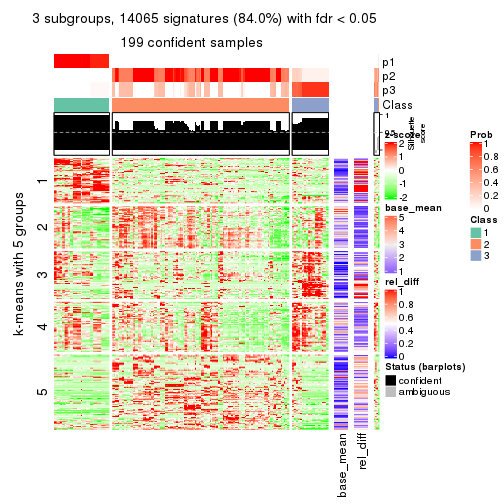 3 subgroups, 14065 signatures (84.0%) with fdr < 0.05
199 confident samples
p1
p2
p3
Class
1
0.5
0
Silhouette
score
z-score
2
1
0
-1
-2
base_mean
5
4
3
2
1
rel_diff
1
0.8
0.6
0.4
0.2
0
Status (barplots)
confident
ambiguous
Prob
1
0.8
0.6
0.4
0.2
0
Class
1
2
3
k-means with 5 groups
1
2
3
4
5
base_mean
rel_diff